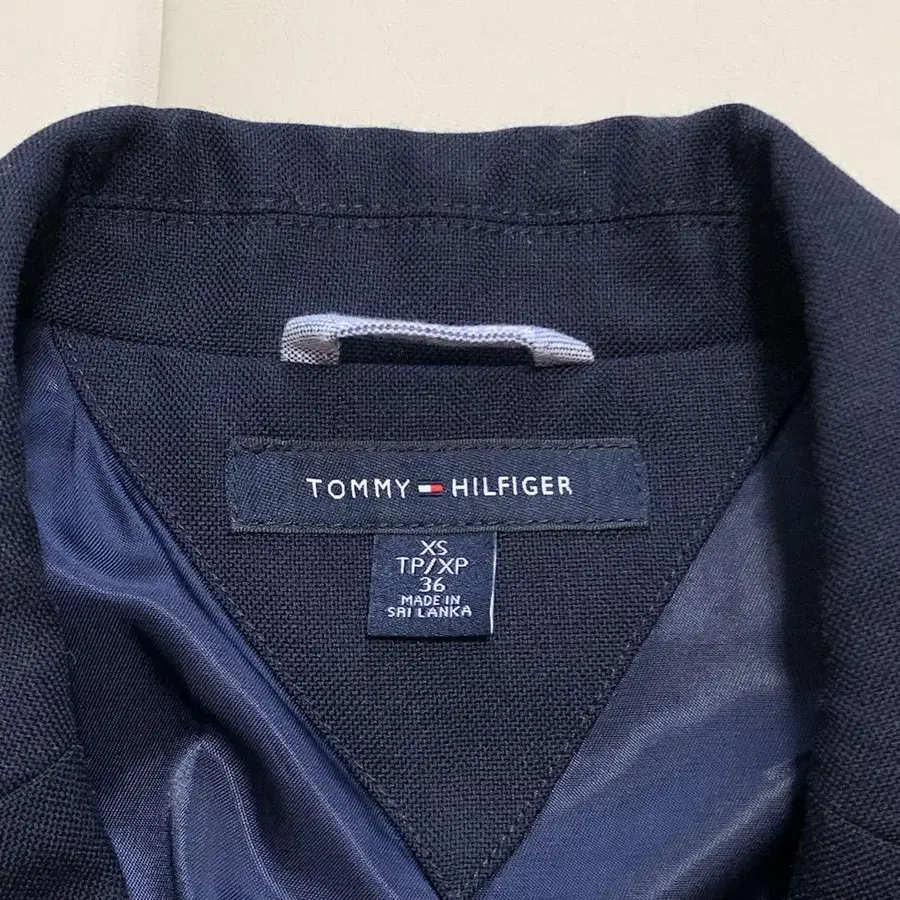 TOMMY HILFIGER
XS
TP/XP
36
MADE IN
SRI LANKA